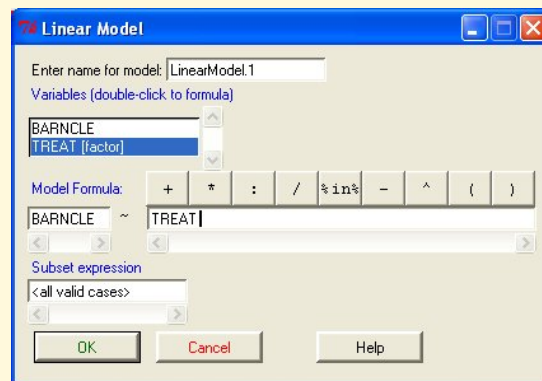 Linear Model
Enter name for model: LinearModel.1
Variables (double-click to formula)
BARNCLE
TREAT [factor]
Model Formula: + * : / %in% - ^ ( )
BARNCLE ~ TREAT
Subset expression
<all valid cases>
OK Cancel Help